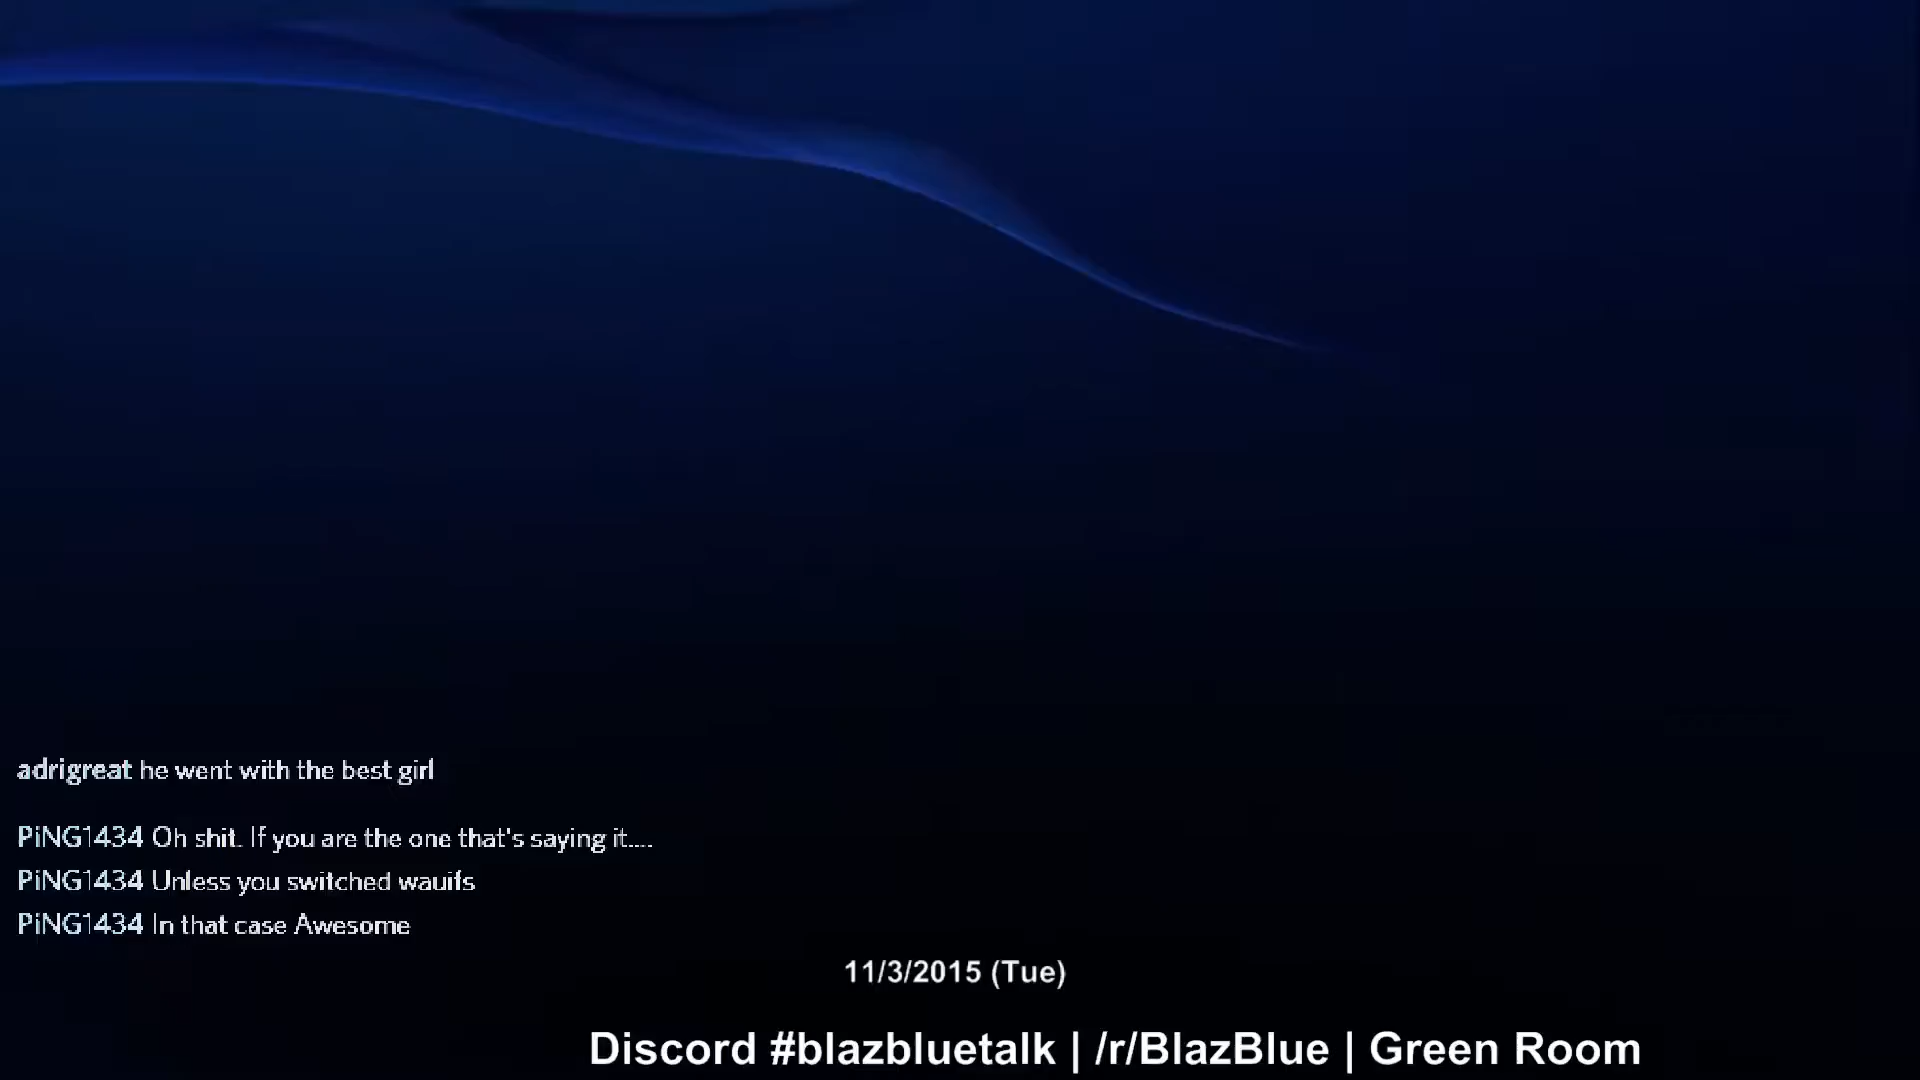 adrigreat he went with the best girl
PiNG1434 Oh shit. If you are the one that's saying it....
PiNG1434 Unless you switched wauifs
PiNG1434 In that case Awesome
11/3/2015 (Tue)
Discord #blazbluetalk | /r/BlazBlue | Green Room